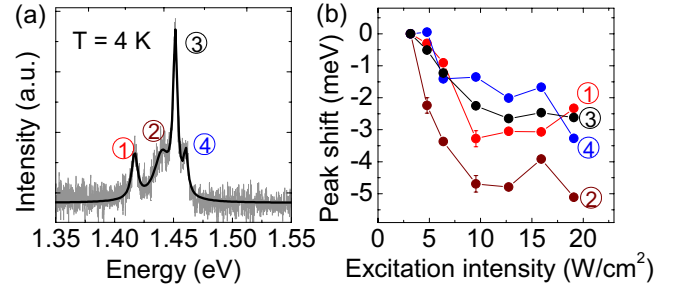 (a)
T = 4 K
③
②
①
④
Intensity (a.u.)
1.35 1.40 1.45 1.50 1.55
Energy (eV)
(b)
0
-1
-2
-3
-4
-5
①
③
④
②
Peak shift (meV)
0 5 10 15 20 25
Excitation intensity (W/cm²)